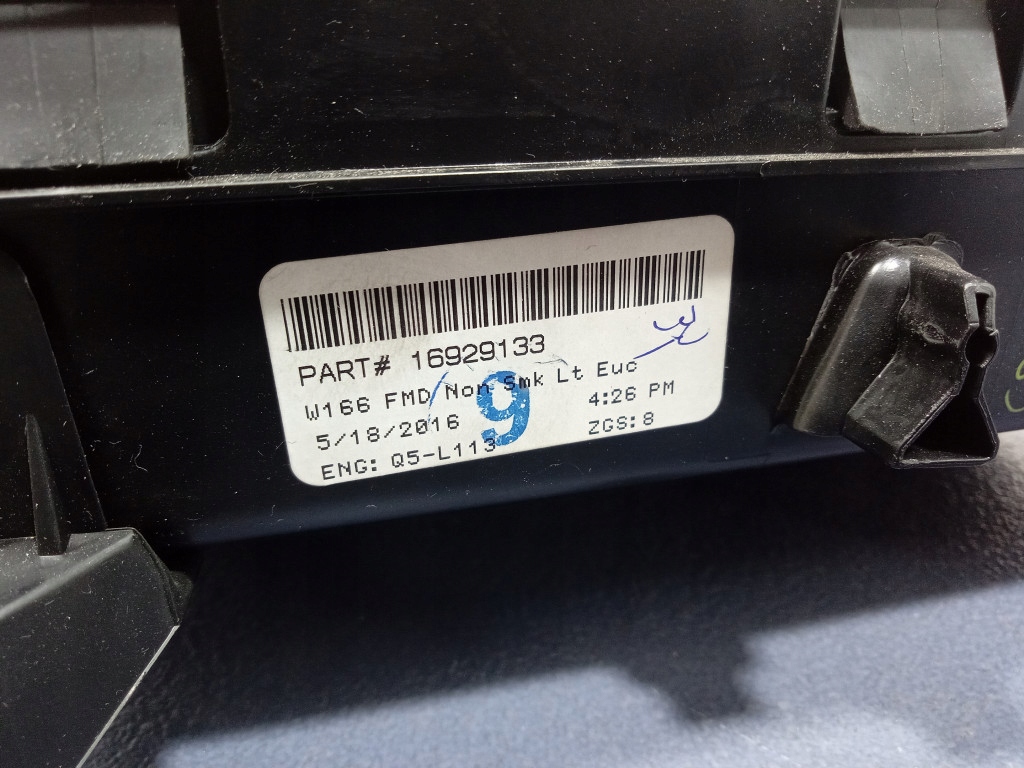 PART# 16929133
W166 FMD Non Smk Lt Euc
5/18/2016 4:26 PM
9
ENG: Q5-L113 ZGS:8